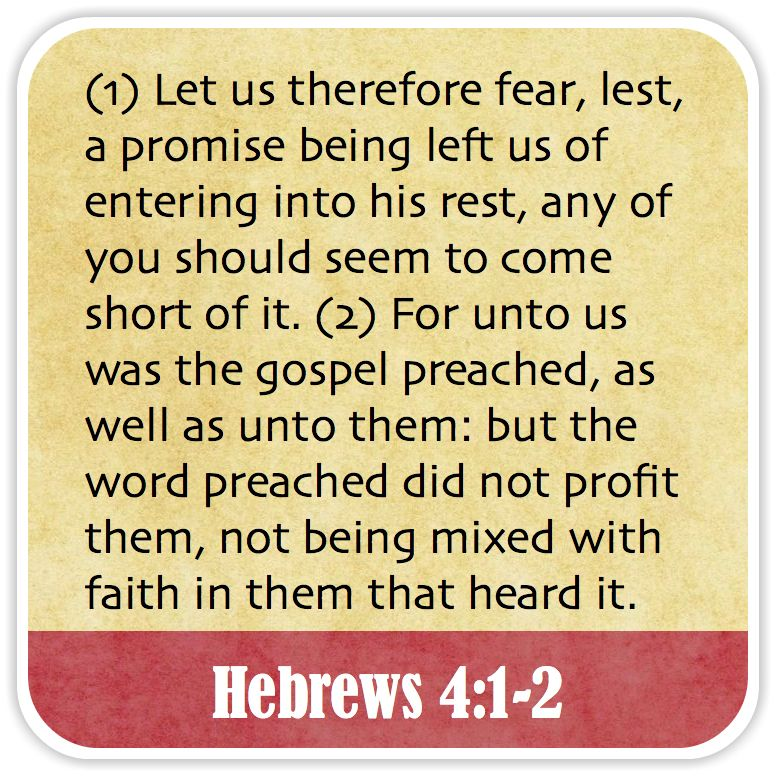 (1) Let us therefore fear, lest,
a promise being left us of
entering into his rest, any of
you should seem to come
short of it. (2) For unto us
was the gospel preached, as
well as unto them: but the
word preached did not profit
them, not being mixed with
faith in them that heard it.
Hebrews 4:1-2